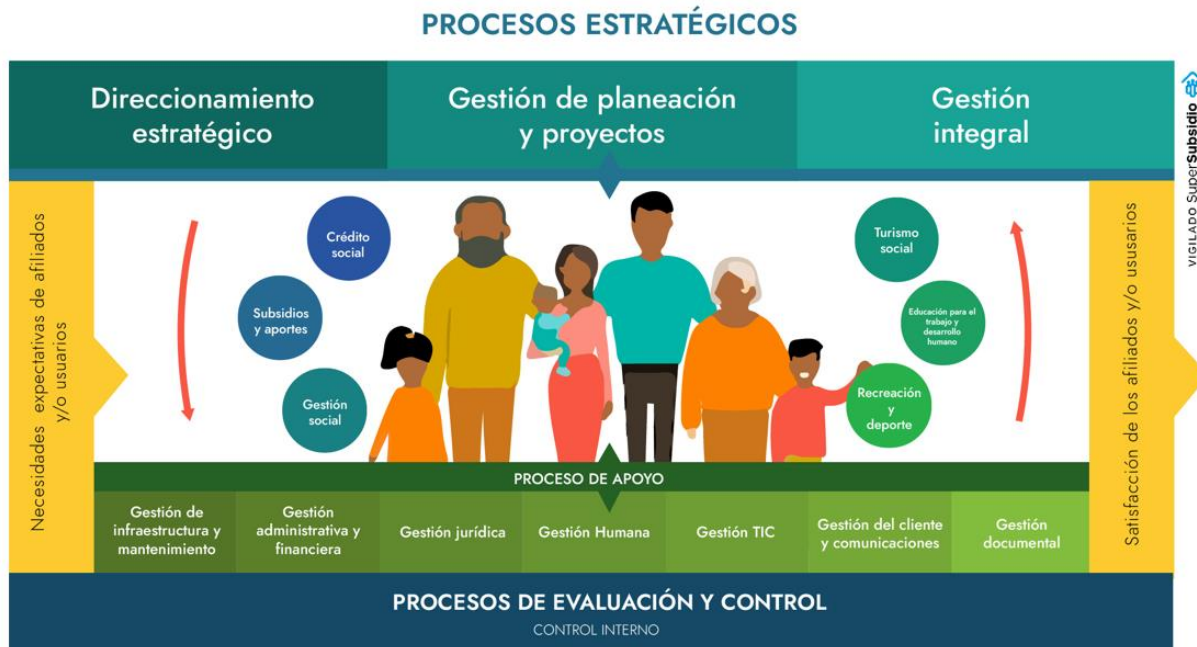 PROCESOS ESTRATÉGICOS
Direccionamiento
estratégico
Gestión de planeación
y proyectos
Gestión
integral
VIGILADO SuperSubsidio
Necesidades expectativas de afiliados
y/o usuarios
Crédito
social
Subsidios
y aportes
Gestión
social
Turismo
social
Educación para el
trabajo y
desarrollo
humano
Recreación
y
deporte
Satisfacción de los afiliados y/o ususarios
PROCESO DE APOYO
Gestión de
infraestructura y
mantenimiento
Gestión
administrativa y
financiera
Gestión jurídica
Gestión Humana
Gestión TIC
Gestión del cliente
y comunicaciones
Gestión
documental
PROCESOS DE EVALUACIÓN Y CONTROL
CONTROL INTERNO